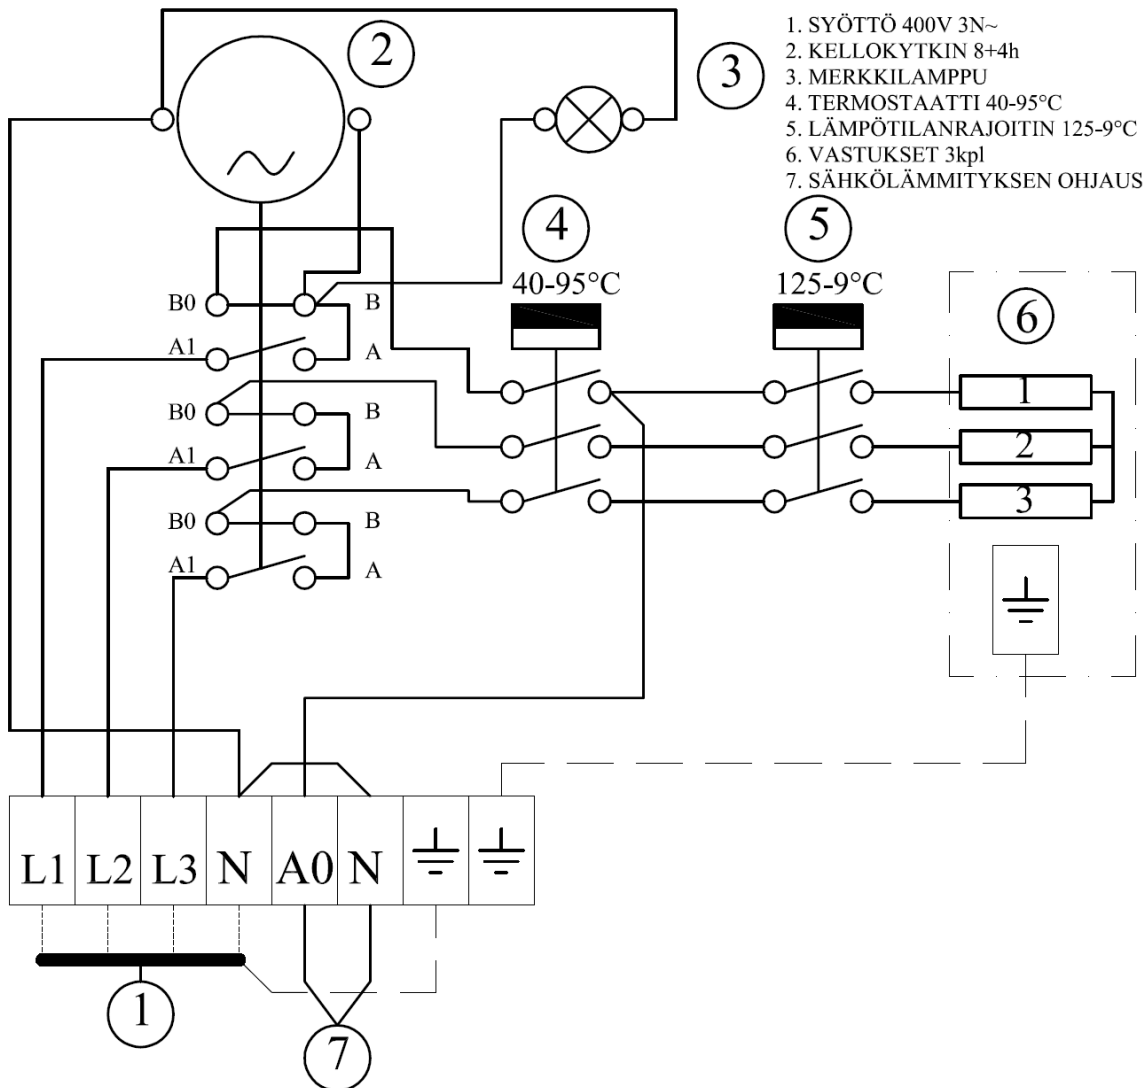 1. SYÖTTÖ 400V 3N~
2. KELLOKYTKIN 8+4h
3. MERKKILAMPPU
4. TERMOSTAATTI 40-95°C
5. LÄMPÖTILANRAJOITIN 125-9°C
6. VASTUKSET 3kpl
7. SÄHKÖLÄMMITYKSEN OHJAUS
2
3
4
5
40-95°C
125-9°C
6
B0 B
A1 A
B0 B
A1 A
B0 B
A1 A
1
2
3
L1 L2 L3 N A0 N
1
7